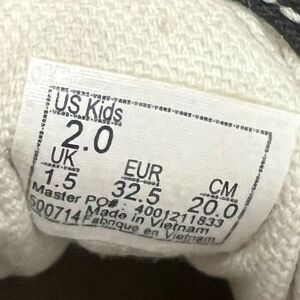 US Kids
2.0
UK EUR CM
1.5 32.5 20.0
Master PO# - 4001211833
500714 Made in Vietnam
Fabrique en Vietnam